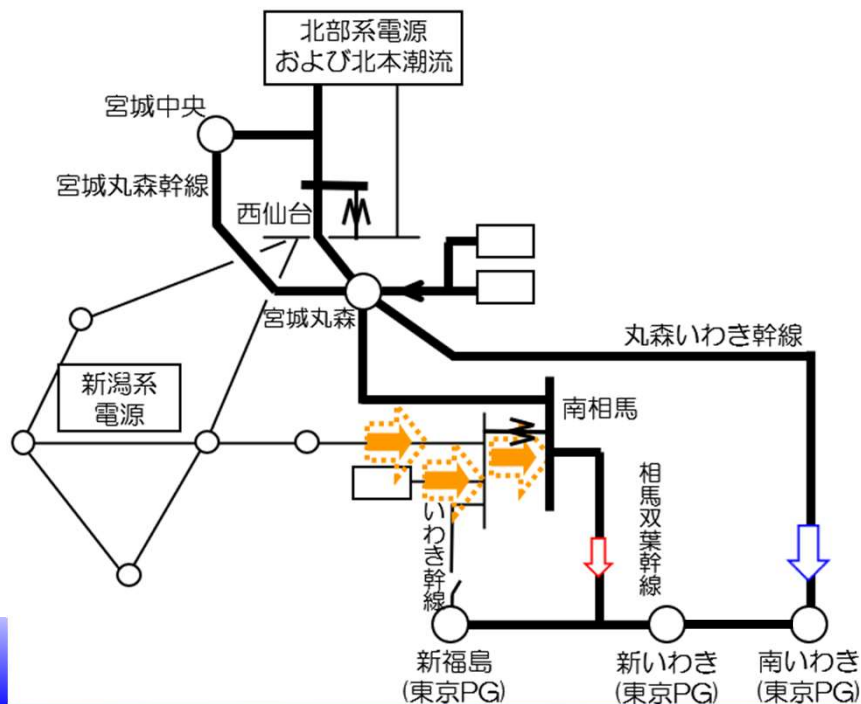 北部系電源
および北本潮流
宮城中央
宮城丸森幹線
西仙台
宮城丸森
丸森いわき幹線
新潟系
電源
南相馬
相馬双葉幹線
いわき幹線
新福島
(東京PG)
新いわき
(東京PG)
南いわき
(東京PG)